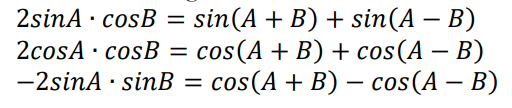 2sinA · cosB = sin(A + B) + sin(A − B)
2cosA · cosB = cos(A + B) + cos(A − B)
−2sinA · sinB = cos(A + B) − cos(A − B)